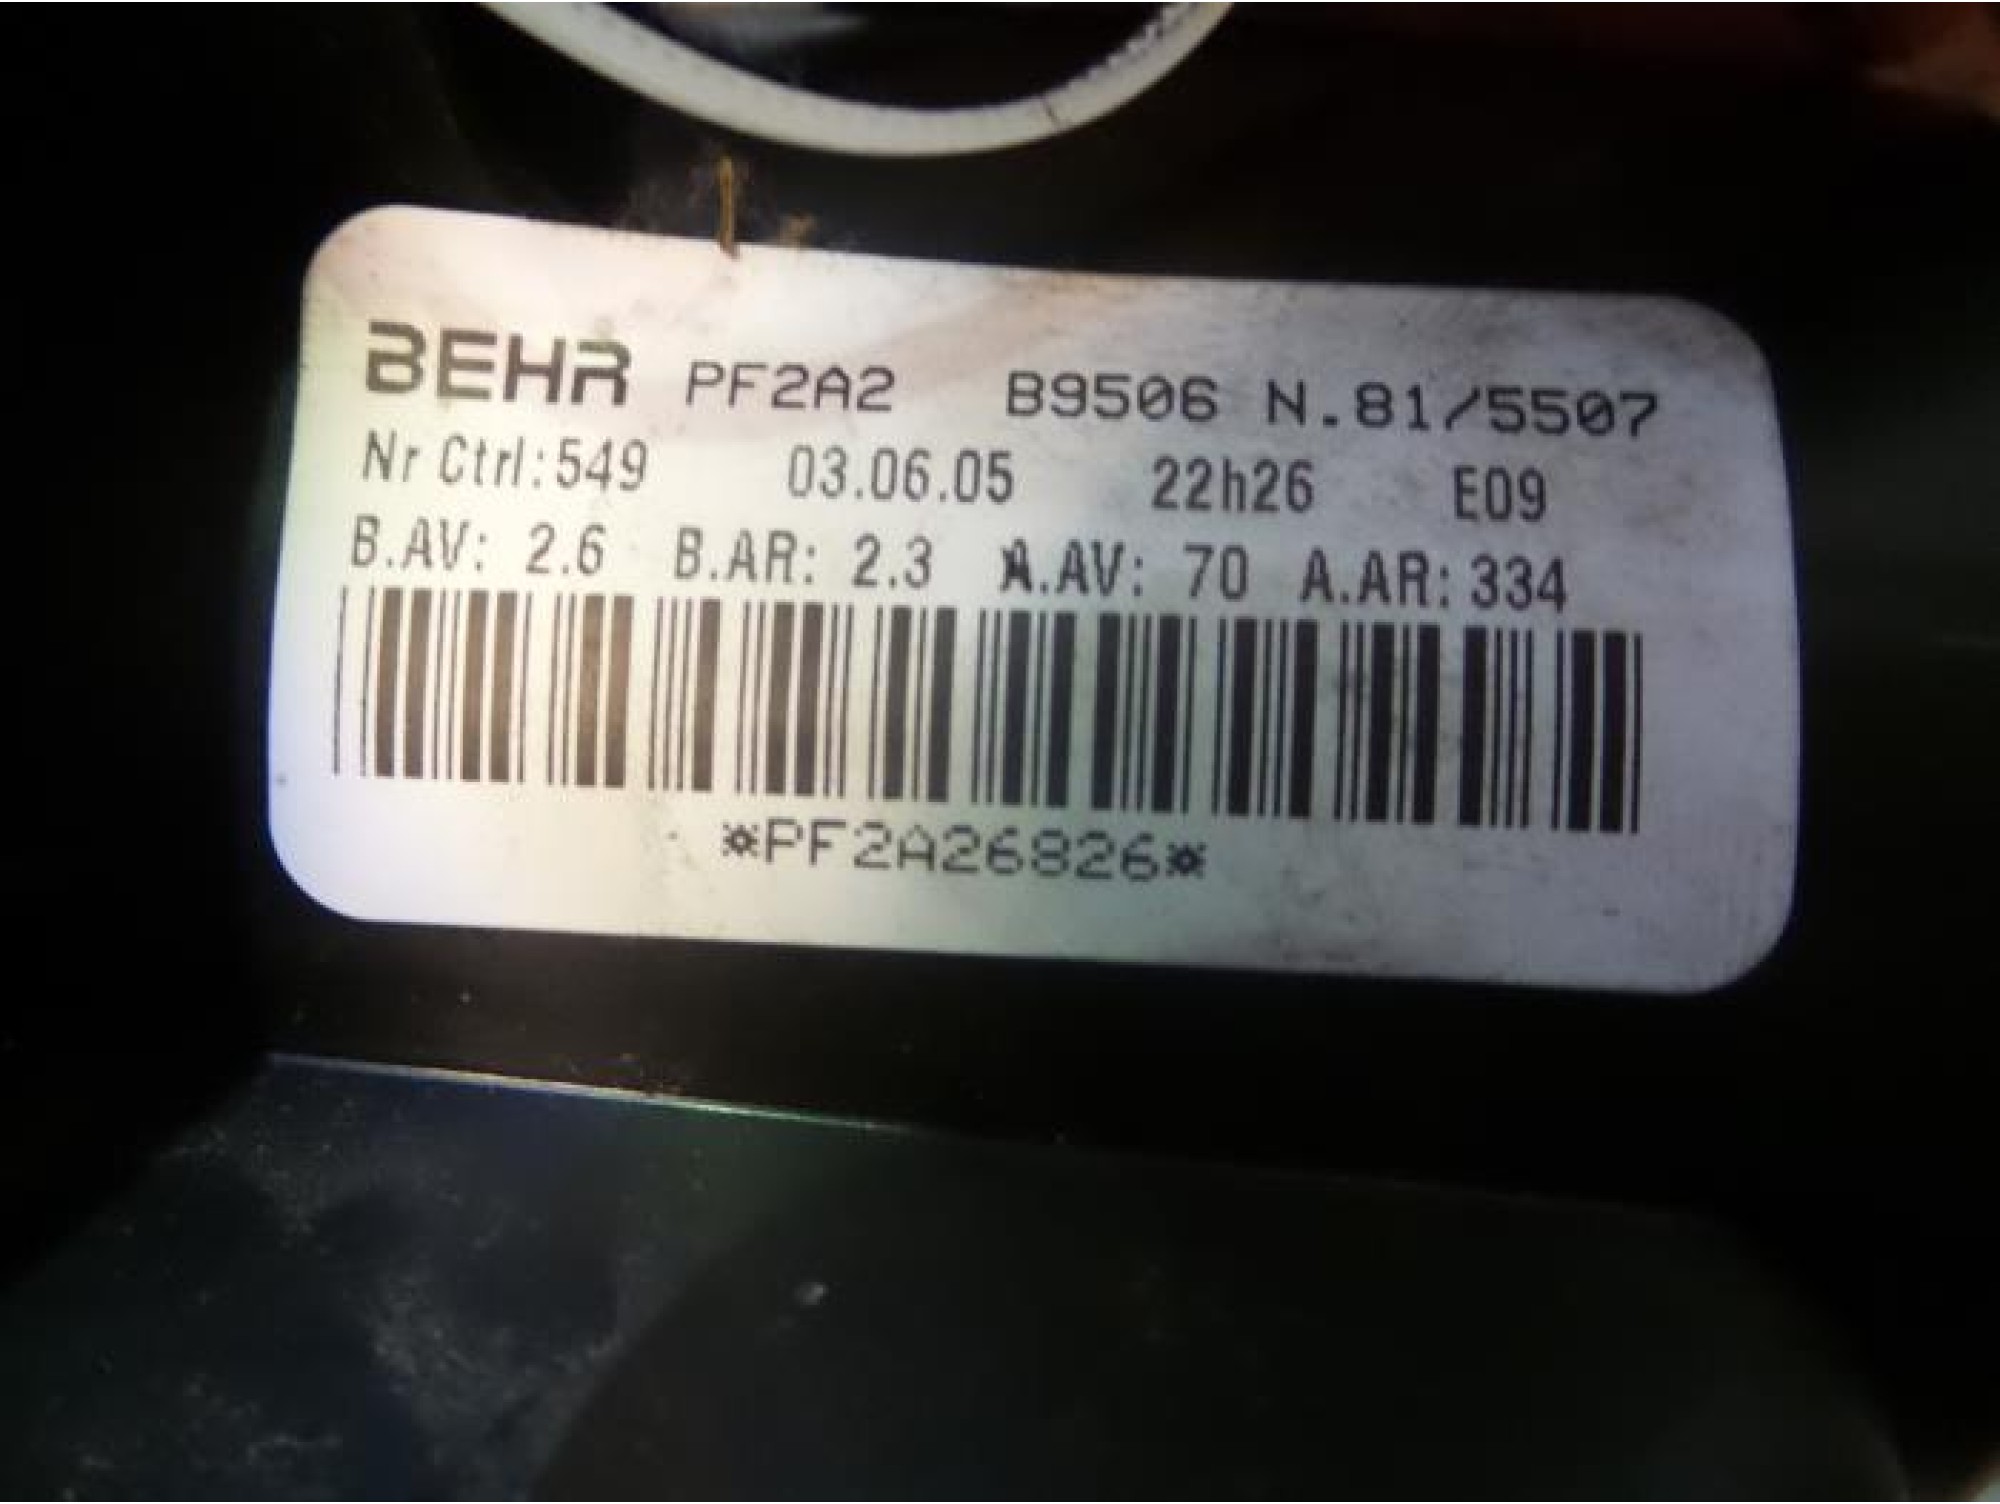 BEHR PF2A2 B9506 N.81/5507
Nr Ctrl:549 03.06.05 22h26 E09
B.AV: 2.6 B.AR: 2.3 A.AV: 70 A.AR:334
*PF2A26826*